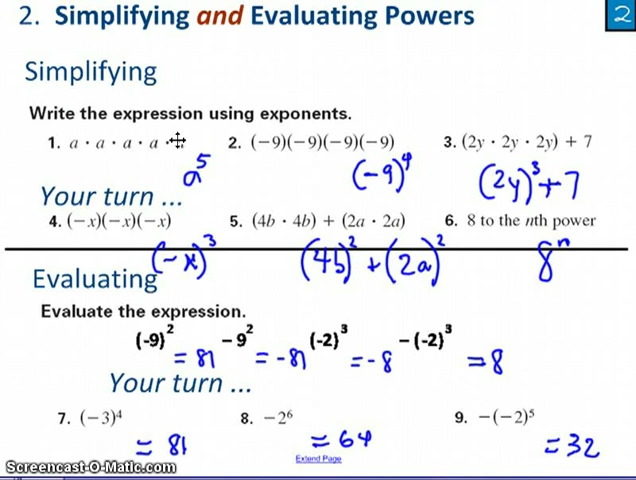 2. Simplifying and Evaluating Powers 2
Simplifying
Write the expression using exponents.
1. a · a · a · a · 2. (−9)(−9)(−9)(−9) 3. (2y · 2y · 2y) + 7
a⁵ (−9)⁴ (2y)³ + 7
Your turn ...
4. (−x)(−x)(−x) 5. (4b · 4b) + (2a · 2a) 6. 8 to the nth power
(−x)³ (4b)² + (2a)² 8ⁿ
Evaluating
Evaluate the expression.
(-9)² = 81 − 9² = -81 (-2)³ = -8 − (-2)³ = 8
Your turn ...
7. (−3)⁴ 8. −2⁶ 9. −(−2)⁵
= 81 = 64 = 32
Extend Page
Screencast-O-Matic.com